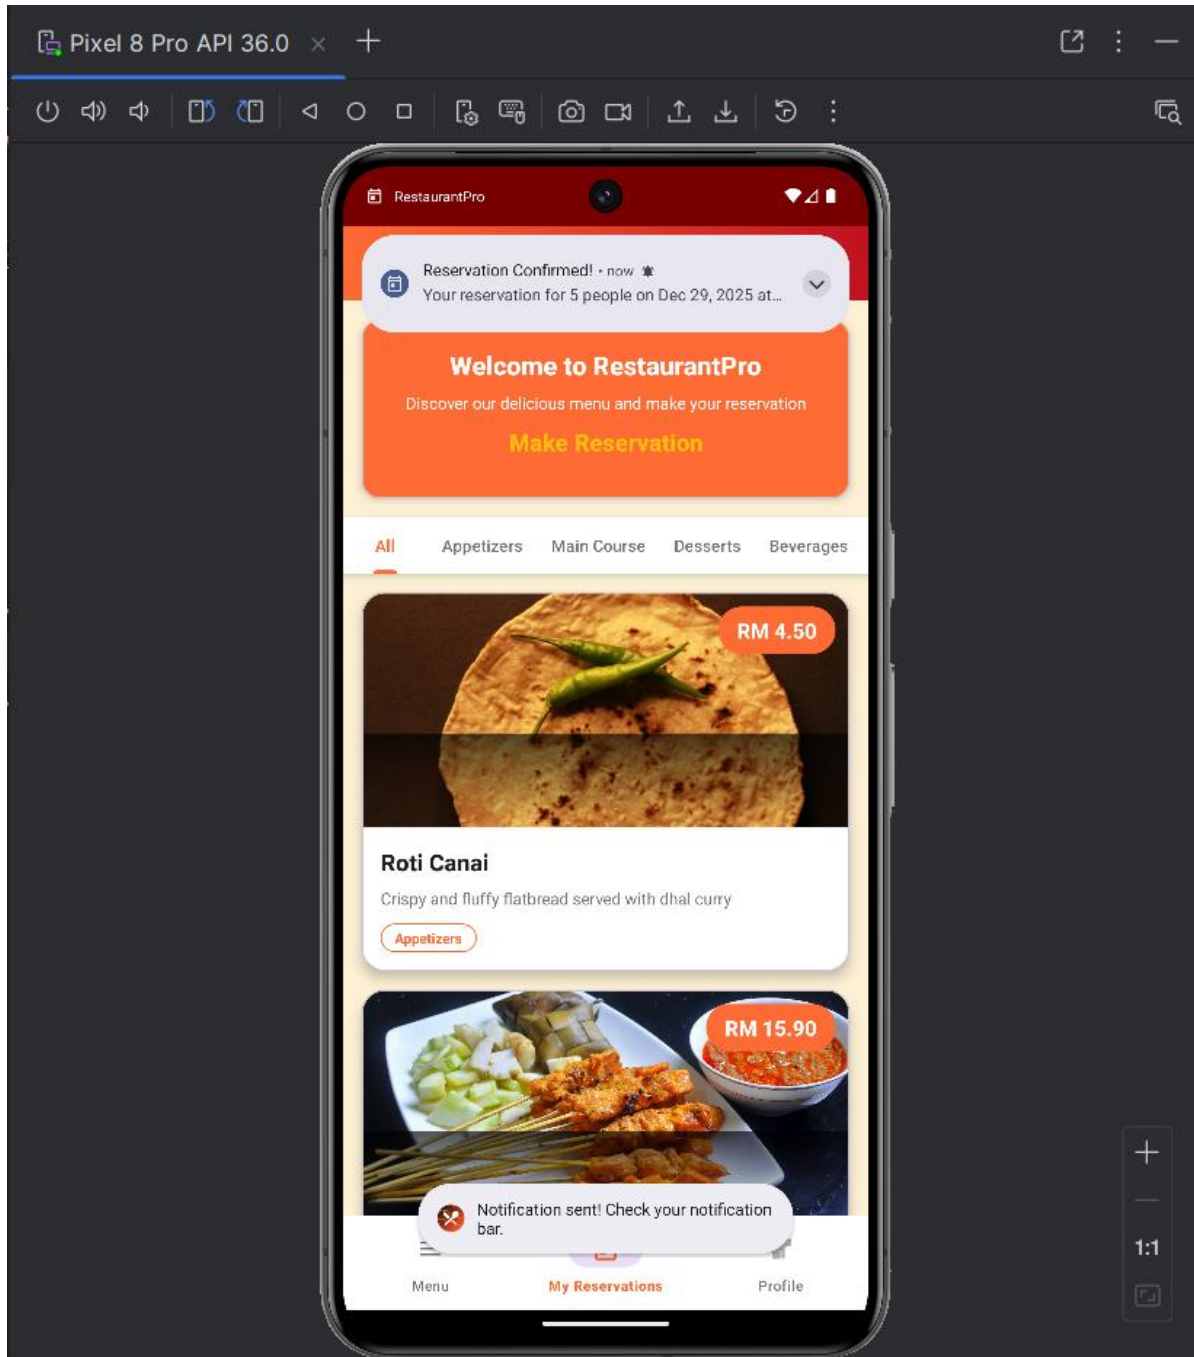 Pixel 8 Pro API 36.0
RestaurantPro
Reservation Confirmed! • now
Your reservation for 5 people on Dec 29, 2025 at...
Welcome to RestaurantPro
Discover our delicious menu and make your reservation
Make Reservation
All Appetizers Main Course Desserts Beverages
RM 4.50
Roti Canai
Crispy and fluffy flatbread served with dhal curry
Appetizers
RM 15.90
Notification sent! Check your notification
bar.
1:1
Menu My Reservations Profile